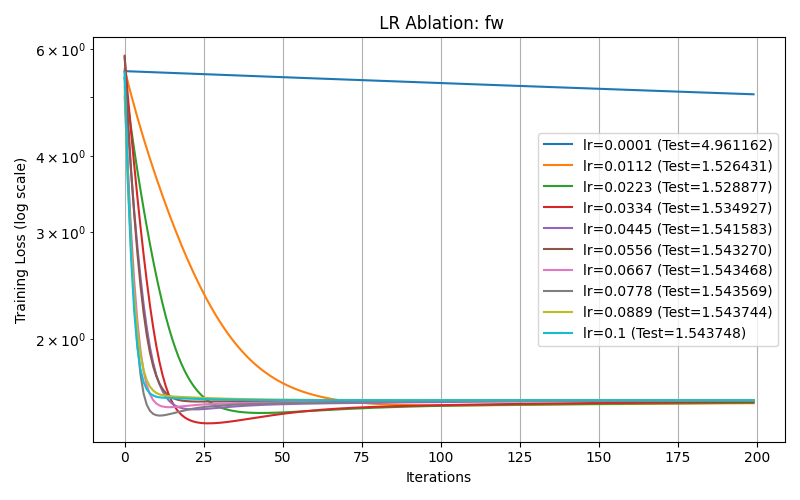 LR Ablation: fw
6 × 10⁰
4 × 10⁰
3 × 10⁰
2 × 10⁰
Training Loss (log scale)
lr=0.0001 (Test=4.961162)
lr=0.0112 (Test=1.526431)
lr=0.0223 (Test=1.528877)
lr=0.0334 (Test=1.534927)
lr=0.0445 (Test=1.541583)
lr=0.0556 (Test=1.543270)
lr=0.0667 (Test=1.543468)
lr=0.0778 (Test=1.543569)
lr=0.0889 (Test=1.543744)
lr=0.1 (Test=1.543748)
0 25 50 75 100 125 150 175 200
Iterations